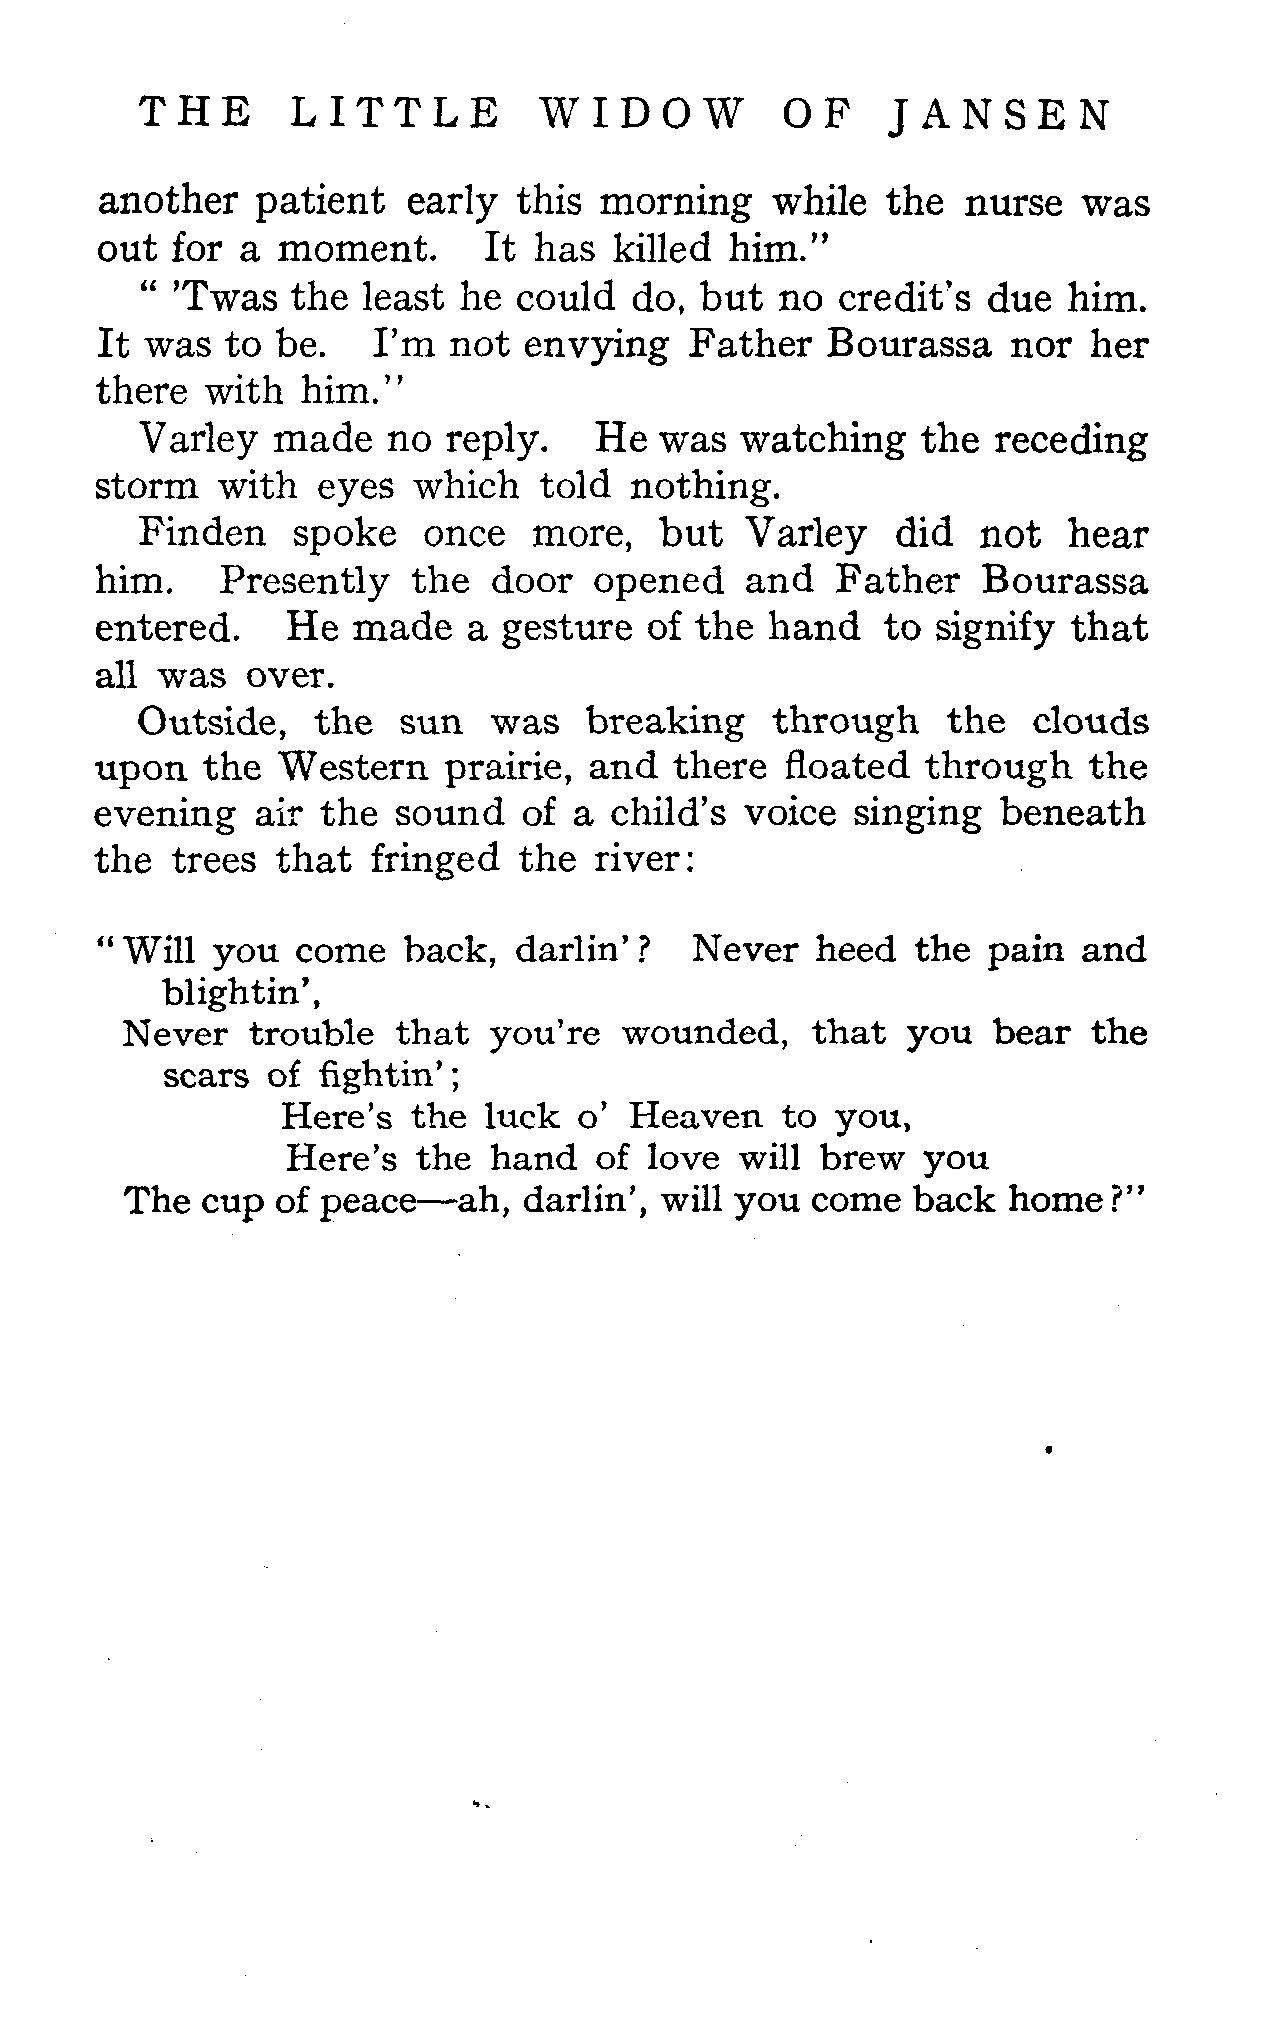 THE LITTLE WIDOW OF JANSEN
another patient early this morning while the nurse was
out for a moment. It has killed him."
" 'Twas the least he could do, but no credit's due him.
It was to be. I'm not envying Father Bourassa nor her
there with him."
Varley made no reply. He was watching the receding
storm with eyes which told nothing.
Finden spoke once more, but Varley did not hear
him. Presently the door opened and Father Bourassa
entered. He made a gesture of the hand to signify that
all was over.
Outside, the sun was breaking through the clouds
upon the Western prairie, and there floated through the
evening air the sound of a child's voice singing beneath
the trees that fringed the river:
"Will you come back, darlin'? Never heed the pain and
blightin',
Never trouble that you're wounded, that you bear the
scars of fightin';
Here's the luck o' Heaven to you,
Here's the hand of love will brew you
The cup of peace—ah, darlin', will you come back home?"